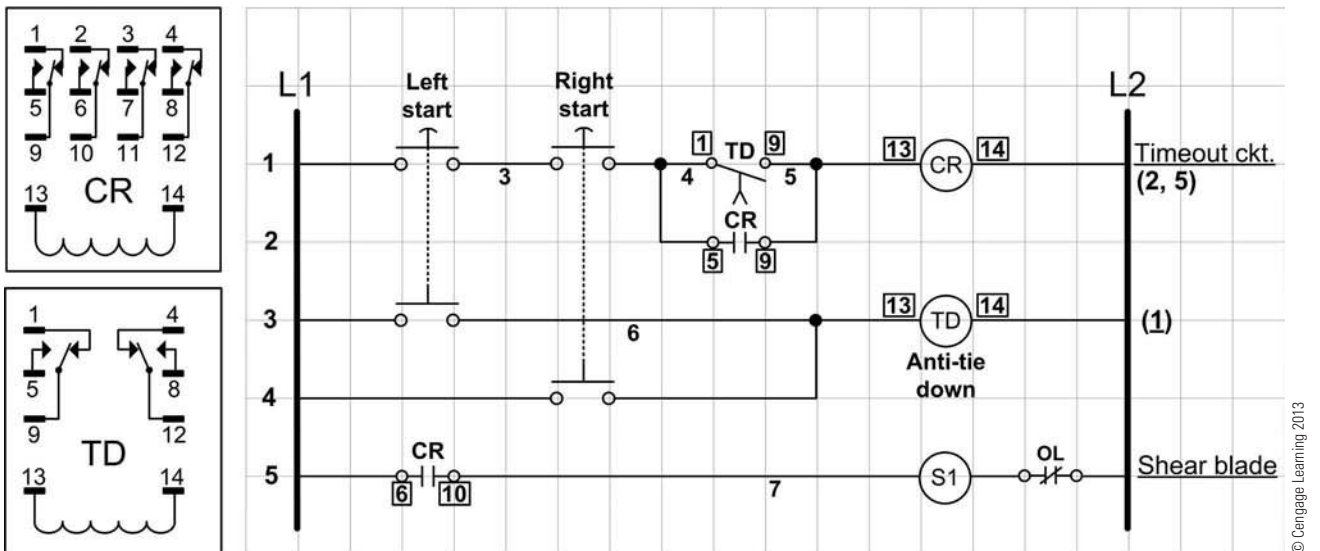 1 2 3 4
5 6 7 8
9 10 11 12
CR
13 14
1 4
5 8
9 12
TD
13 14
L1 Left start Right start L2
1 3 4 1 TD 9 5 13 CR 14 Timeout ckt.
(2, 5)
2 CR
5 9
3 6 13 TD 14 (1)
Anti-tie
down
4
5 CR 6 10 7 S1 OL Shear blade
© Cengage Learning 2013